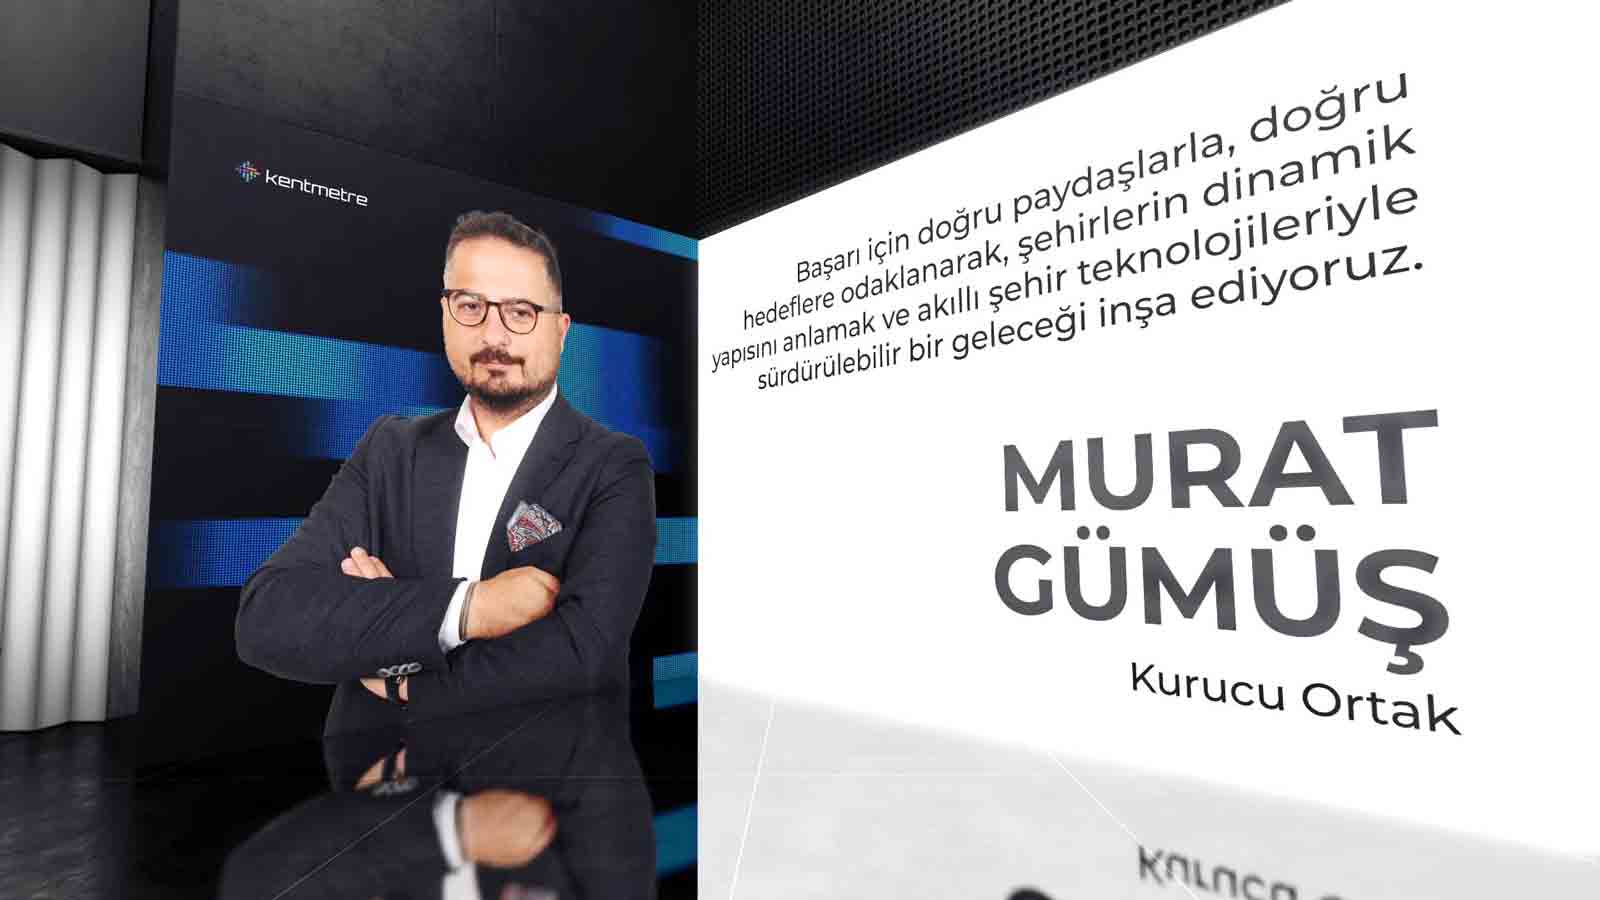 kentmetre
Başarı için doğru paydaşlarla, doğru
hedeflere odaklanarak, şehirlerin dinamik
yapısını anlamak ve akıllı şehir teknolojileriyle
sürdürülebilir bir geleceği inşa ediyoruz.
MURAT
GÜMÜŞ
Kurucu Ortak